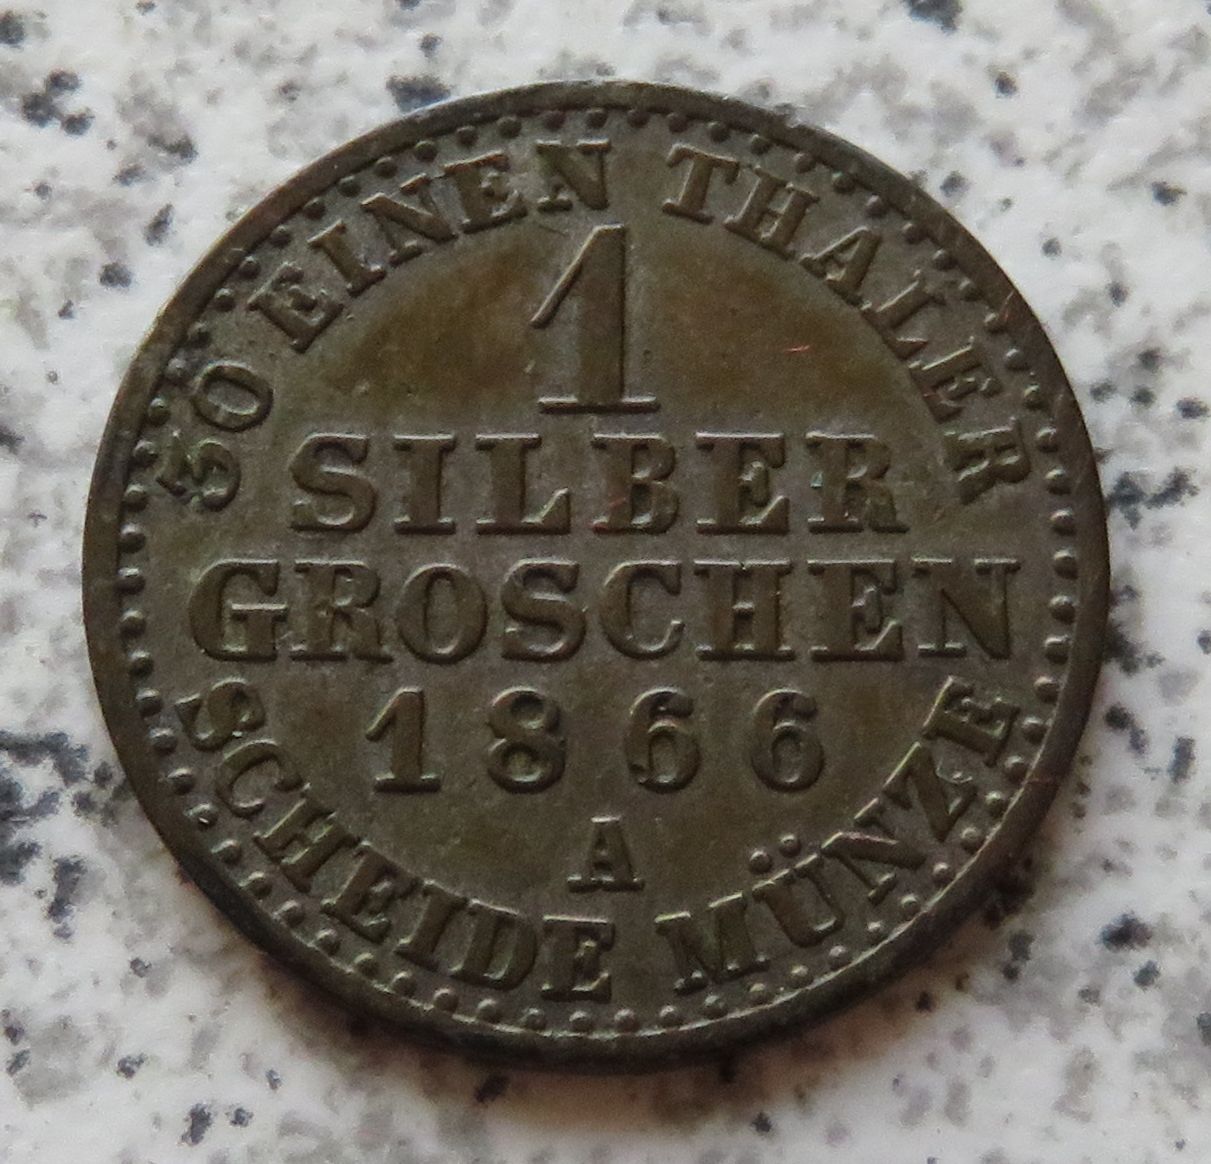 30 EINEN THALER
1
SILBER
GROSCHEN
1866
A
SCHEIDE MÜNZE